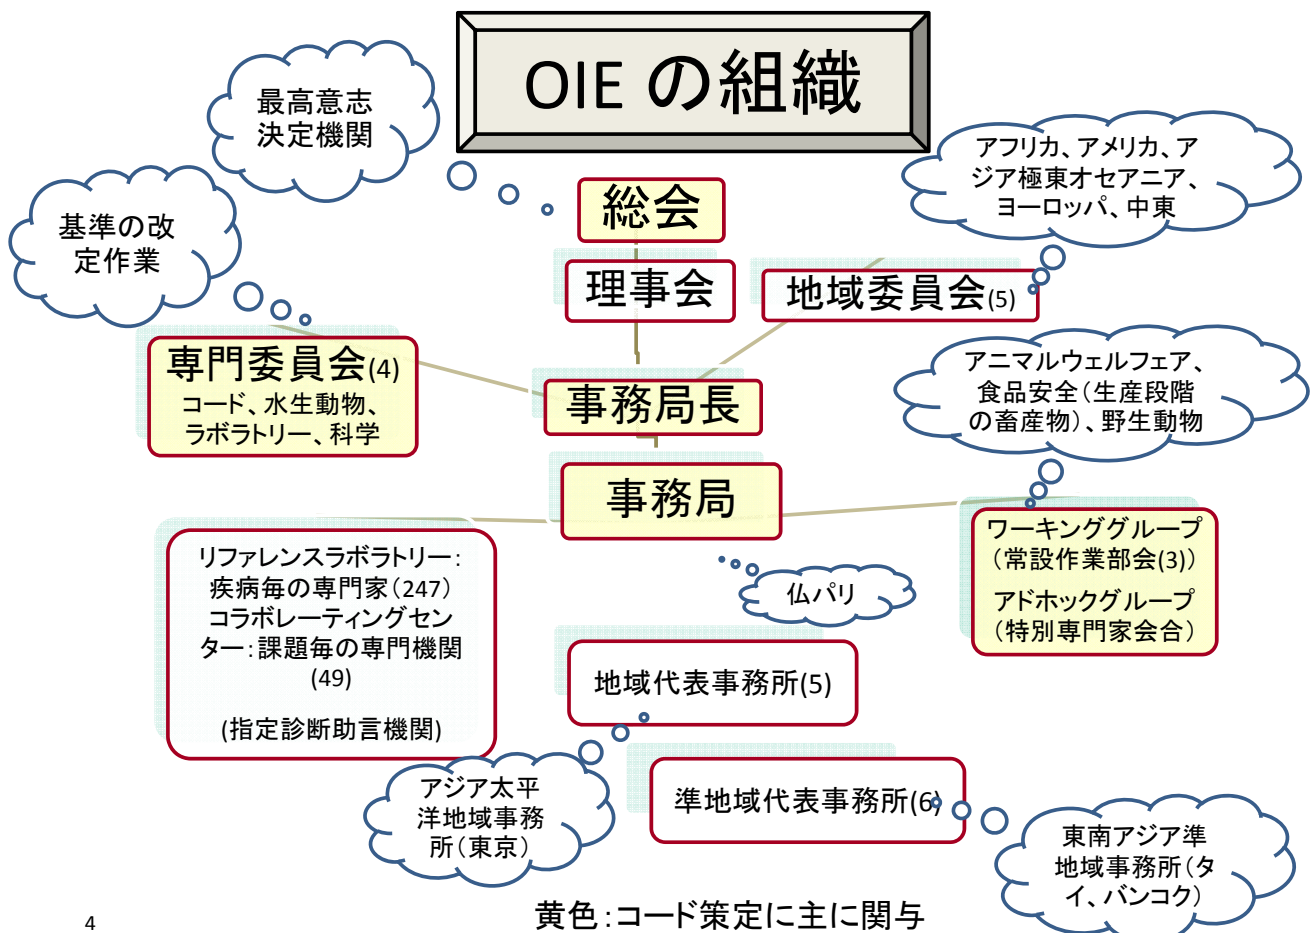 OIE の組織
最高意志
決定機関
基準の改
定作業
アフリカ、アメリカ、ア
ジア極東オセアニア、
ヨーロッパ、中東
総会
理事会
地域委員会(5)
専門委員会(4)
コード、水生動物、
ラボラトリー、科学
事務局長
アニマルウェルフェア、
食品安全(生産段階
の畜産物)、野生動物
事務局
リファレンスラボラトリー:
疾病毎の専門家(247)
コラボレーティングセン
ター:課題毎の専門機関
(49)
(指定診断助言機関)
仏パリ
ワーキンググループ
(常設作業部会(3))
アドホックグループ
(特別専門家会合)
地域代表事務所(5)
アジア太平
洋地域事務
所(東京)
準地域代表事務所(6)
東南アジア準
地域事務所(タ
イ、バンコク)
黄色:コード策定に主に関与
4